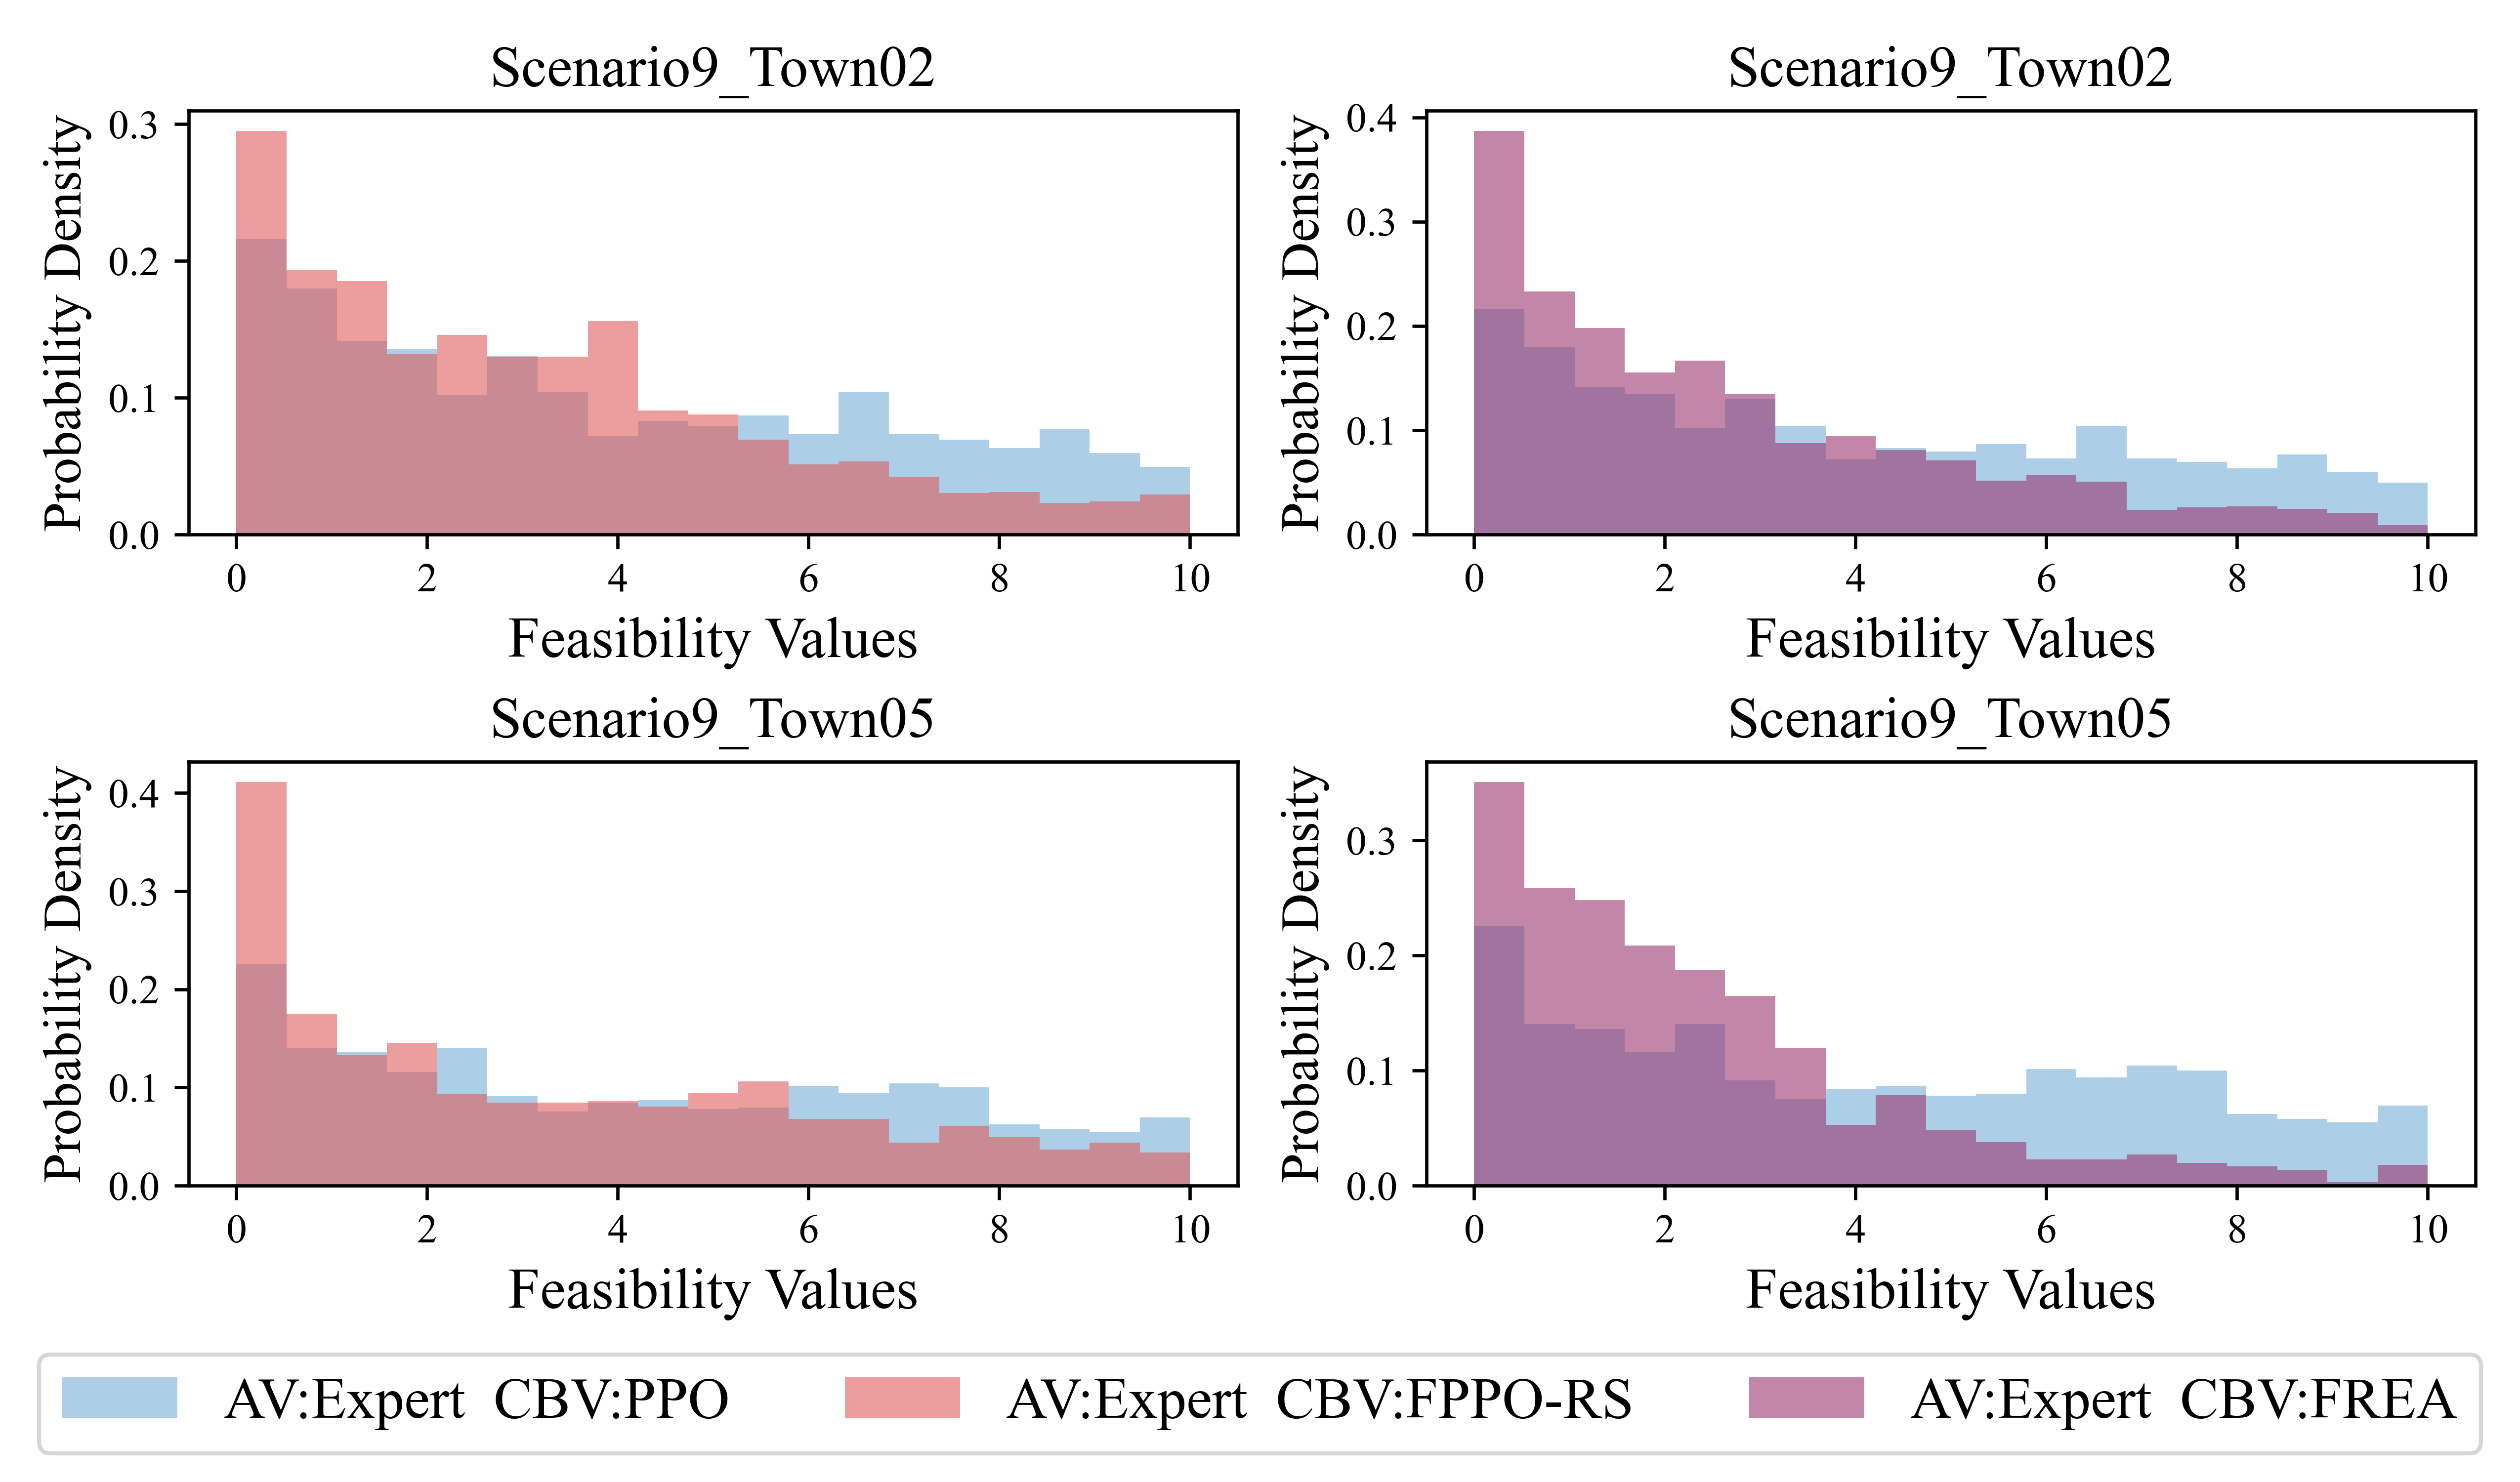 Scenario9_Town02
Probability Density
0.3
0.2
0.1
0.0
0 2 4 6 8 10
Feasibility Values
Scenario9_Town02
Probability Density
0.4
0.3
0.2
0.1
0.0
0 2 4 6 8 10
Feasibility Values
Scenario9_Town05
Probability Density
0.4
0.3
0.2
0.1
0.0
0 2 4 6 8 10
Feasibility Values
Scenario9_Town05
Probability Density
0.3
0.2
0.1
0.0
0 2 4 6 8 10
Feasibility Values
AV:Expert CBV:PPO
AV:Expert CBV:FPPO-RS
AV:Expert CBV:FREA